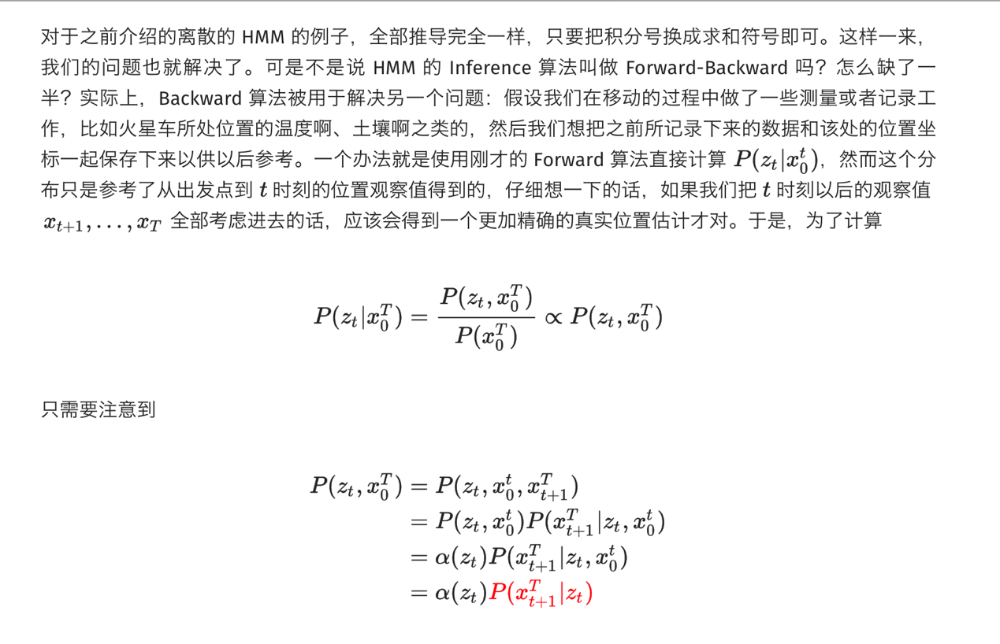 对于之前介绍的离散的 HMM 的例子，全部推导完全一样，只要把积分号换成求和符号即可。这样一来，
我们的问题也就解决了。可是不是说 HMM 的 Inference 算法叫做 Forward-Backward 吗？怎么缺了一
半？实际上，Backward 算法被用于解决另一个问题：假设我们在移动的过程中做了一些测量或者记录工
作，比如火星车所处位置的温度啊、土壤啊之类的，然后我们想把之前所记录下来的数据和该处的位置坐
标一起保存下来以供以后参考。一个办法就是使用刚才的 Forward 算法直接计算 $P(z_t|x_0^t)$，然而这个分
布只是参考了从出发点到 $t$ 时刻的位置观察值得到的，仔细想一下的话，如果我们把 $t$ 时刻以后的观察值
$x_{t+1}, \ldots, x_T$ 全部考虑进去的话，应该会得到一个更加精确的真实位置估计才对。于是，为了计算
$P(z_t|x_0^T) = \frac{P(z_t, x_0^T)}{P(x_0^T)} \propto P(z_t, x_0^T)$
只需要注意到
$P(z_t, x_0^T) = P(z_t, x_0^t, x_{t+1}^T)$
$= P(z_t, x_0^t)P(x_{t+1}^T|z_t, x_0^t)$
$= \alpha(z_t)P(x_{t+1}^T|z_t, x_0^t)$
$= \alpha(z_t)P(x_{t+1}^T|z_t)$